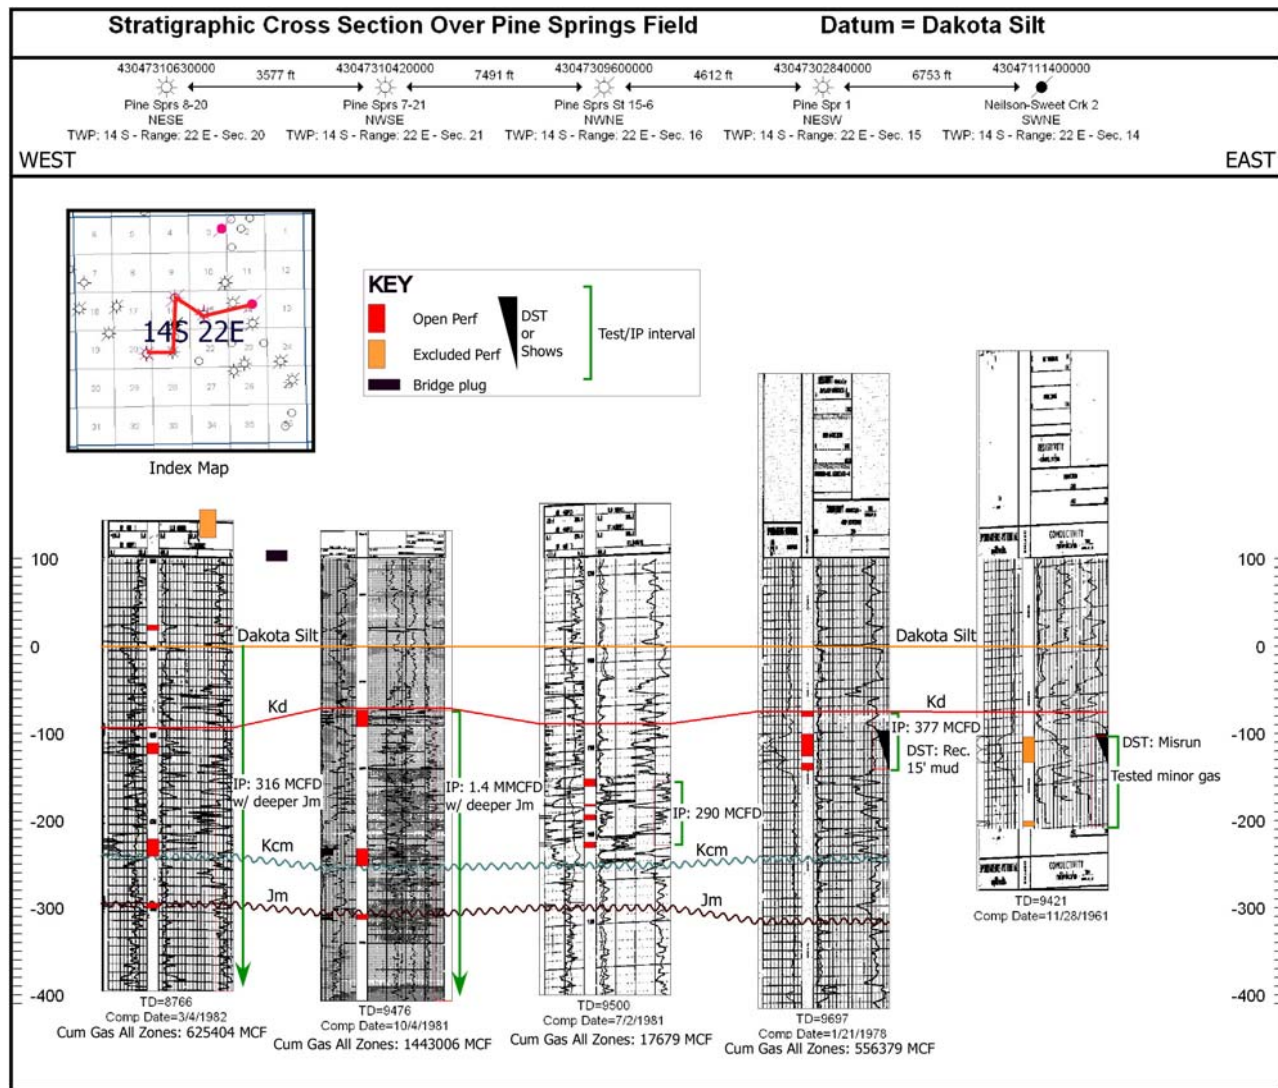 Stratigraphic Cross Section Over Pine Springs Field Datum = Dakota Silt
43047310630000 3577 ft 43047310420000 7491 ft 43047309600000 4612 ft 43047302840000 6753 ft 43047111400000
Pine Sprs 8-20 Pine Sprs 7-21 Pine Sprs St 15-6 Pine Spr 1 Neilson-Sweet Crk 2
NESE NWSE NWNE NESW SWNE
TWP: 14 S - Range: 22 E - Sec. 20 TWP: 14 S - Range: 22 E - Sec. 21 TWP: 14 S - Range: 22 E - Sec. 16 TWP: 14 S - Range: 22 E - Sec. 15 TWP: 14 S - Range: 22 E - Sec. 14
WEST EAST
14S 22E
Index Map
KEY
Open Perf
Excluded Perf
Bridge plug
DST
or
Shows
Test/IP interval
100 100
Dakota Silt Dakota Silt
0 0
Kd Kd
-100 -100
IP: 316 MCFD
w/ deeper Jm
IP: 1.4 MMCFD
w/ deeper Jm
IP: 290 MCFD
IP: 377 MCFD
DST: Rec.
15' mud
DST: Misrun
Tested minor gas
CONDUCTIVITY
-200 -200
Kcm Kcm
CONDUCTIVITY
Jm Jm
-300 -300
-400 -400
TD=8766
Comp Date=3/4/1982
Cum Gas All Zones: 625404 MCF
TD=9476
Comp Date=10/4/1981
Cum Gas All Zones: 1443006 MCF
TD=9500
Comp Date=7/2/1981
Cum Gas All Zones: 17679 MCF
TD=9697
Comp Date=1/21/1978
Cum Gas All Zones: 556379 MCF
TD=9421
Comp Date=11/28/1961